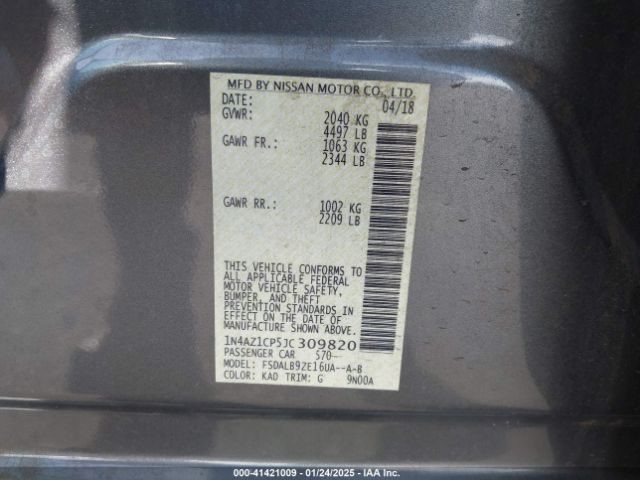 MFD BY NISSAN MOTOR CO., LTD.
DATE: 04/18
GVWR: 2040 KG
4497 LB
GAWR FR.: 1063 KG
2344 LB
GAWR RR.: 1002 KG
2209 LB
THIS VEHICLE CONFORMS TO
ALL APPLICABLE FEDERAL
MOTOR VEHICLE SAFETY,
BUMPER, AND THEFT
PREVENTION STANDARDS IN
EFFECT ON THE DATE OF
MANUFACTURE SHOWN ABOVE.
1N4AZ1CP5JC309820
PASSENGER CAR S70--
MODEL: FSDALB9ZE16UA--A-B
COLOR: KAD TRIM: G 9N00A
000-41421009 — 01/24/2025 — IAA Inc.